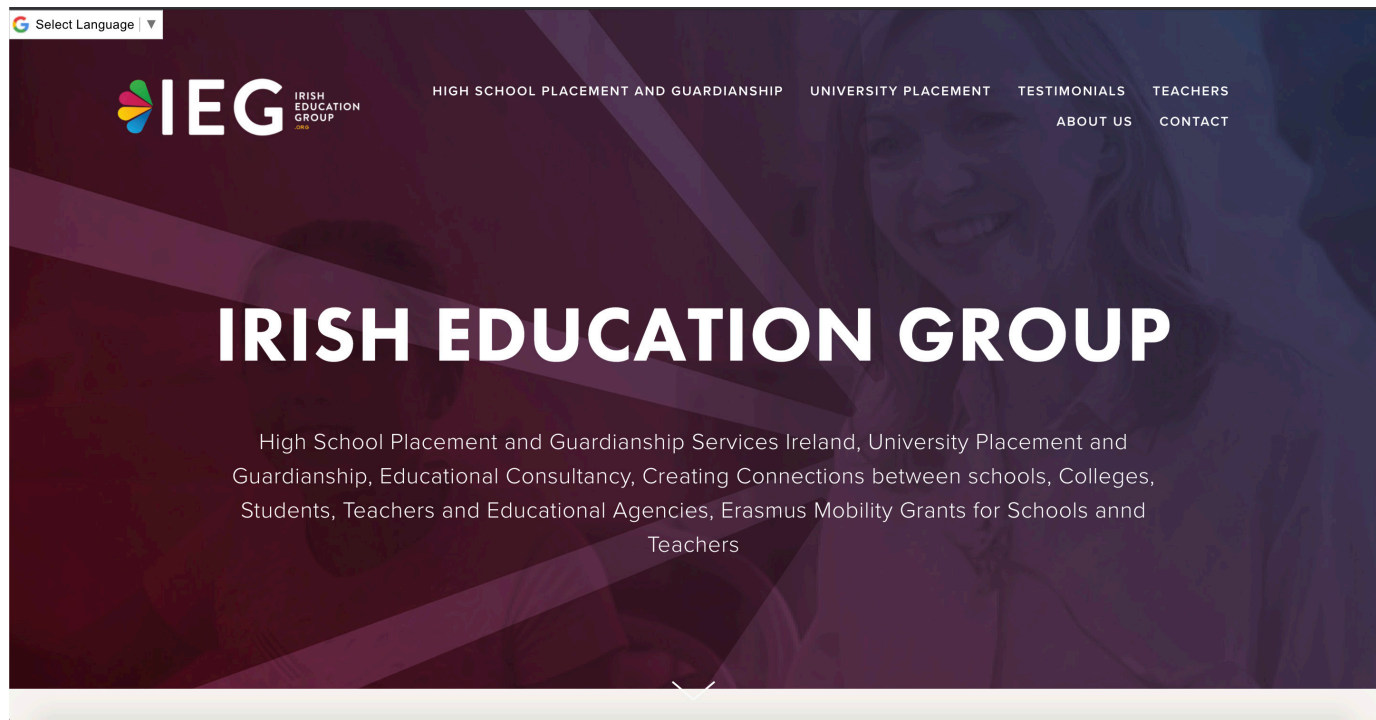 Select Language ▼
IEG
IRISH
EDUCATION
GROUP
.ORG
HIGH SCHOOL PLACEMENT AND GUARDIANSHIP UNIVERSITY PLACEMENT TESTIMONIALS TEACHERS
ABOUT US CONTACT
IRISH EDUCATION GROUP
High School Placement and Guardianship Services Ireland, University Placement and
Guardianship, Educational Consultancy, Creating Connections between schools, Colleges,
Students, Teachers and Educational Agencies, Erasmus Mobility Grants for Schools annd
Teachers